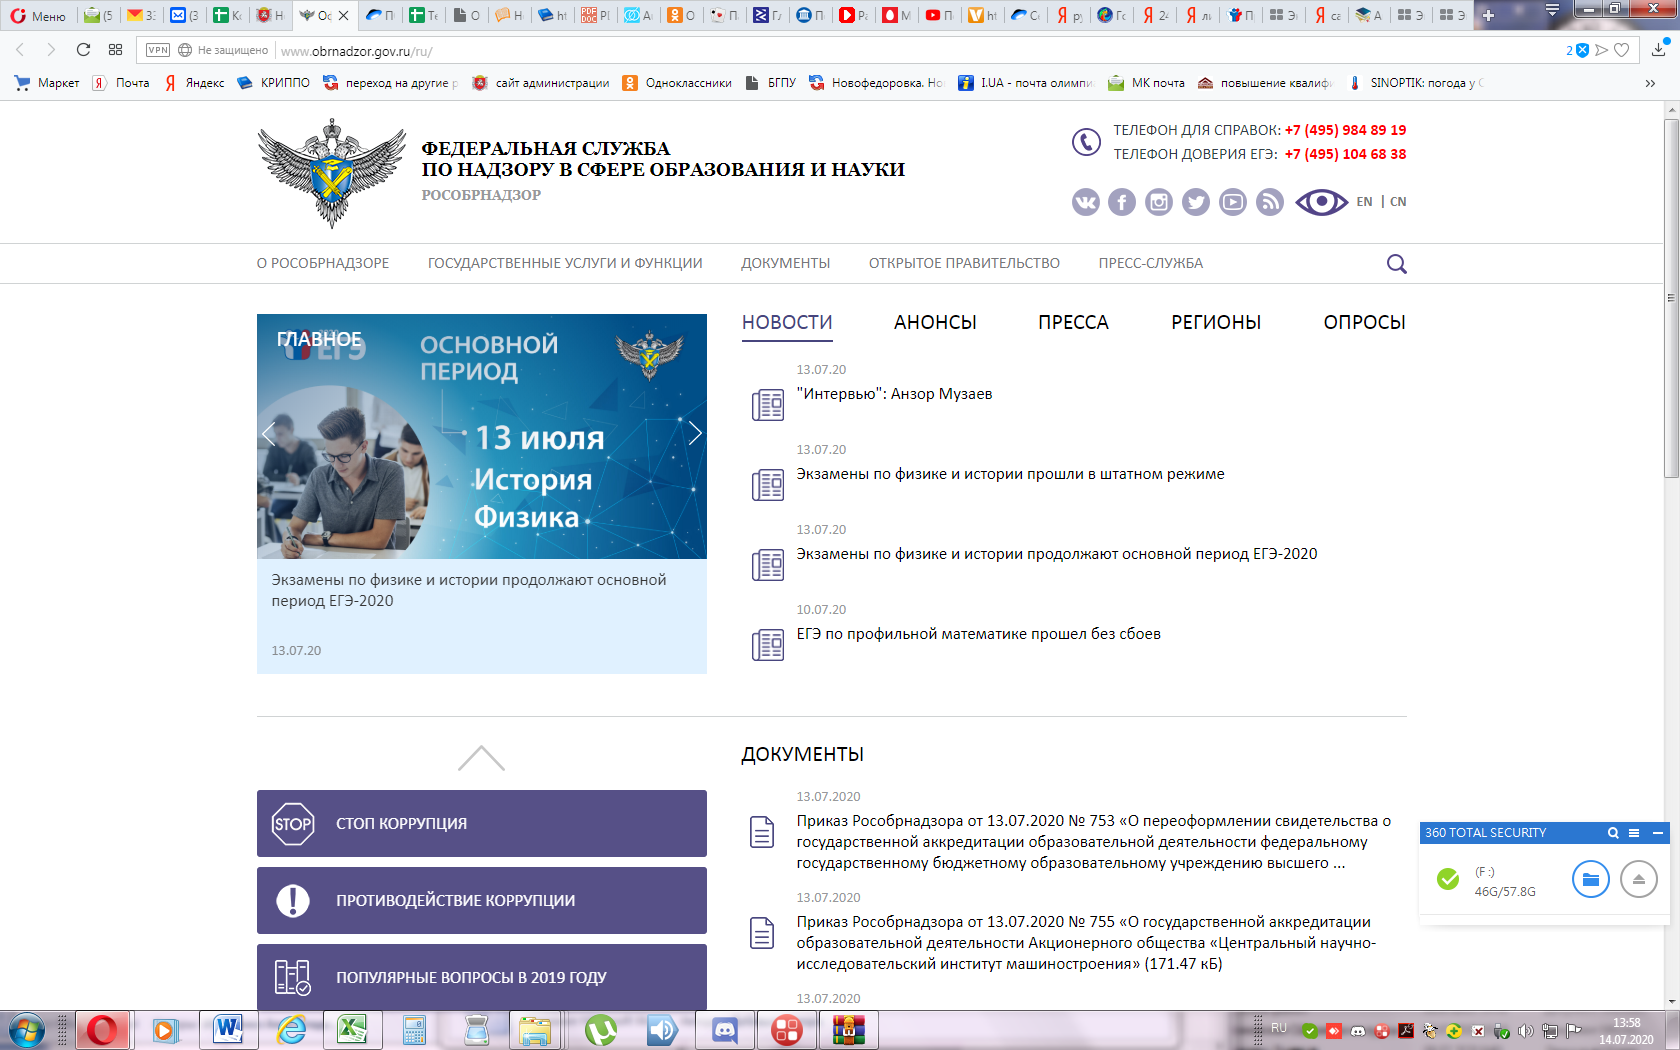 Меню
VPN
Не защищено
www.obrnadzor.gov.ru/ru/
2
Маркет
Почта
Яндекс
КРИППО
переход на другие р
сайт администрации
Одноклассники
БГПУ
Новофедоровка. Но
I.UA - почта олимпи
МК почта
повышение квалиф
SINOPTIK: погода у С
ФЕДЕРАЛЬНАЯ СЛУЖБА
ПО НАДЗОРУ В СФЕРЕ ОБРАЗОВАНИЯ И НАУКИ
РОСОБРНАДЗОР
ТЕЛЕФОН ДЛЯ СПРАВОК: +7 (495) 984 89 19
ТЕЛЕФОН ДОВЕРИЯ ЕГЭ: +7 (495) 104 68 38
EN | CN
О РОСОБРНАДЗОРЕ
ГОСУДАРСТВЕННЫЕ УСЛУГИ И ФУНКЦИИ
ДОКУМЕНТЫ
ОТКРЫТОЕ ПРАВИТЕЛЬСТВО
ПРЕСС-СЛУЖБА
ГЛАВНОЕ
ЕГЭ
ОСНОВНОЙ
ПЕРИОД
13 июля
История
Физика
Экзамены по физике и истории продолжают основной
период ЕГЭ-2020
13.07.20
НОВОСТИ
АНОНСЫ
ПРЕССА
РЕГИОНЫ
ОПРОСЫ
13.07.20
"Интервью": Анзор Музаев
13.07.20
Экзамены по физике и истории прошли в штатном режиме
13.07.20
Экзамены по физике и истории продолжают основной период ЕГЭ-2020
10.07.20
ЕГЭ по профильной математике прошел без сбоев
STOP
СТОП КОРРУПЦИЯ
ПРОТИВОДЕЙСТВИЕ КОРРУПЦИИ
ПОПУЛЯРНЫЕ ВОПРОСЫ В 2019 ГОДУ
ДОКУМЕНТЫ
13.07.2020
Приказ Рособрнадзора от 13.07.2020 № 753 «О переоформлении свидетельства о
государственной аккредитации образовательной деятельности федеральному
государственному бюджетному образовательному учреждению высшего ...
13.07.2020
Приказ Рособрнадзора от 13.07.2020 № 755 «О государственной аккредитации
образовательной деятельности Акционерного общества «Центральный научно-
исследовательский институт машиностроения» (171.47 кБ)
13.07.2020
360 TOTAL SECURITY
(F:)
46G/57.8G
RU
13:58
14.07.2020